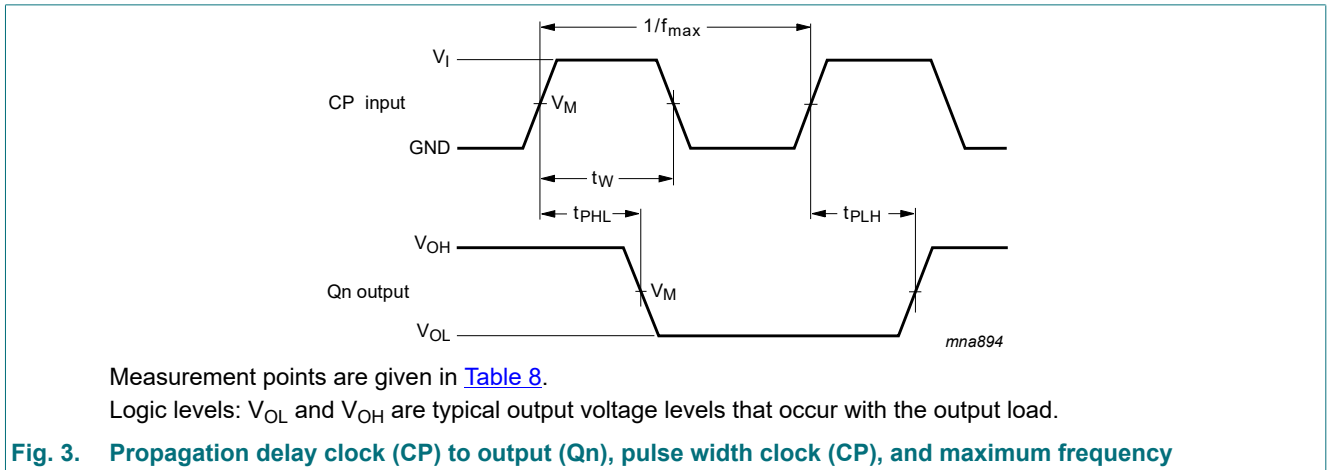 1/fmax
VI
CP input
VM
GND
tW
tPHL
tPLH
VOH
Qn output
VM
VOL
mna894
Measurement points are given in Table 8.
Logic levels: VOL and VOH are typical output voltage levels that occur with the output load.
Fig. 3. Propagation delay clock (CP) to output (Qn), pulse width clock (CP), and maximum frequency